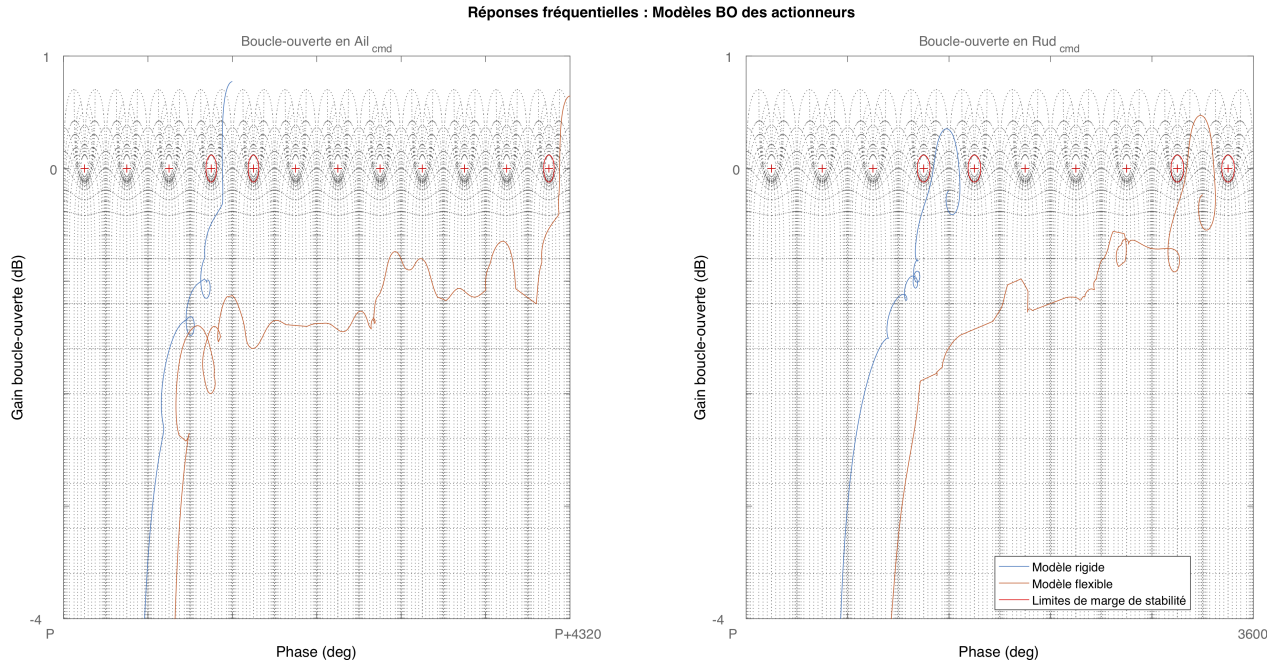 Réponses fréquentielles : Modèles BO des actionneurs
Boucle-ouverte en Ail cmd
1
0
-4
Gain boucle-ouverte (dB)
P
P+4320
Phase (deg)
Boucle-ouverte en Rud cmd
1
0
-4
Gain boucle-ouverte (dB)
Modèle rigide
Modèle flexible
Limites de marge de stabilité
P
3600
Phase (deg)